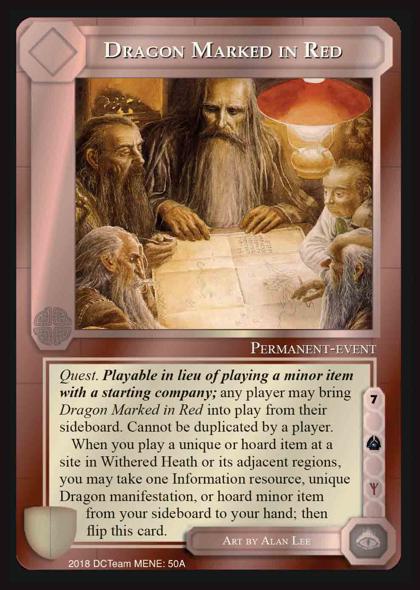 Dragon Marked in Red
Permanent-event
Quest. Playable in lieu of playing a minor item
with a starting company; any player may bring
Dragon Marked in Red into play from their
sideboard. Cannot be duplicated by a player.
When you play a unique or hoard item at a
site in Withered Heath or its adjacent regions,
you may take one Information resource, unique
Dragon manifestation, or hoard minor item
from your sideboard to your hand; then
flip this card.
7
Art by Alan Lee
2018 DCTeam MENE: 50A